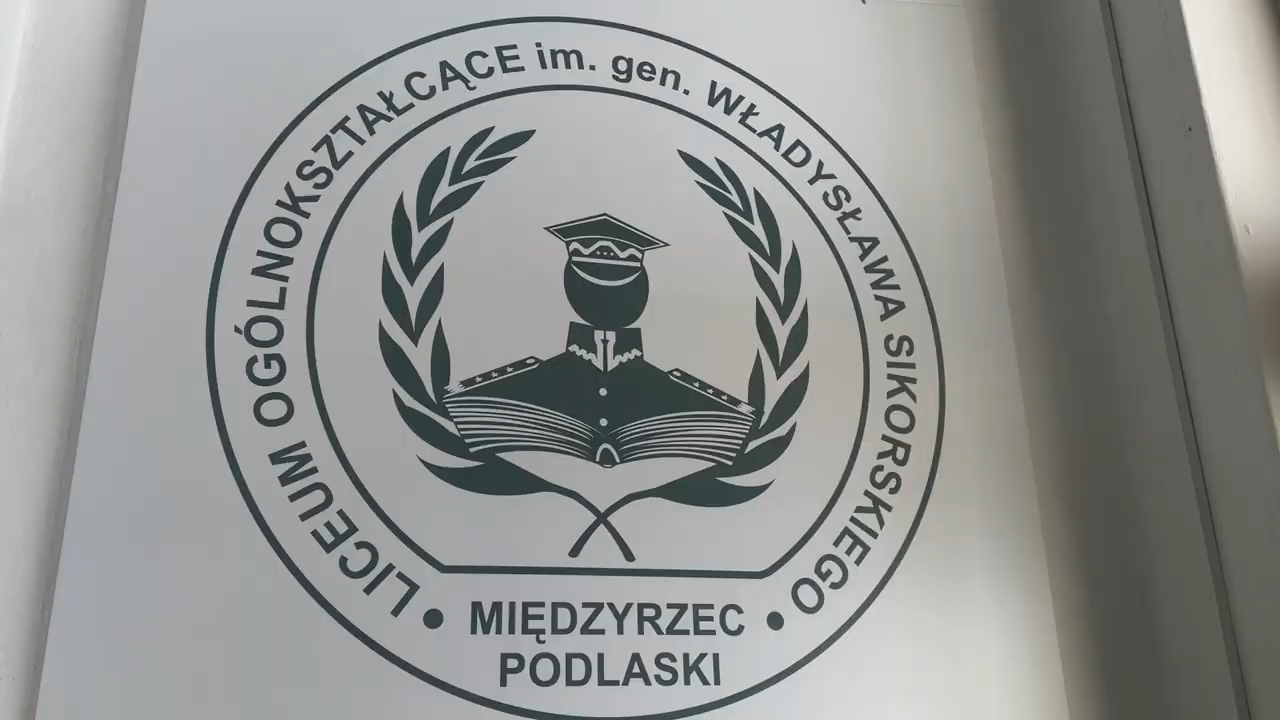 LICEUM OGÓLNOKSZTAŁCĄCE im. gen. WŁADYSŁAWA SIKORSKIEGO
• MIĘDZYRZEC •
PODLASKI